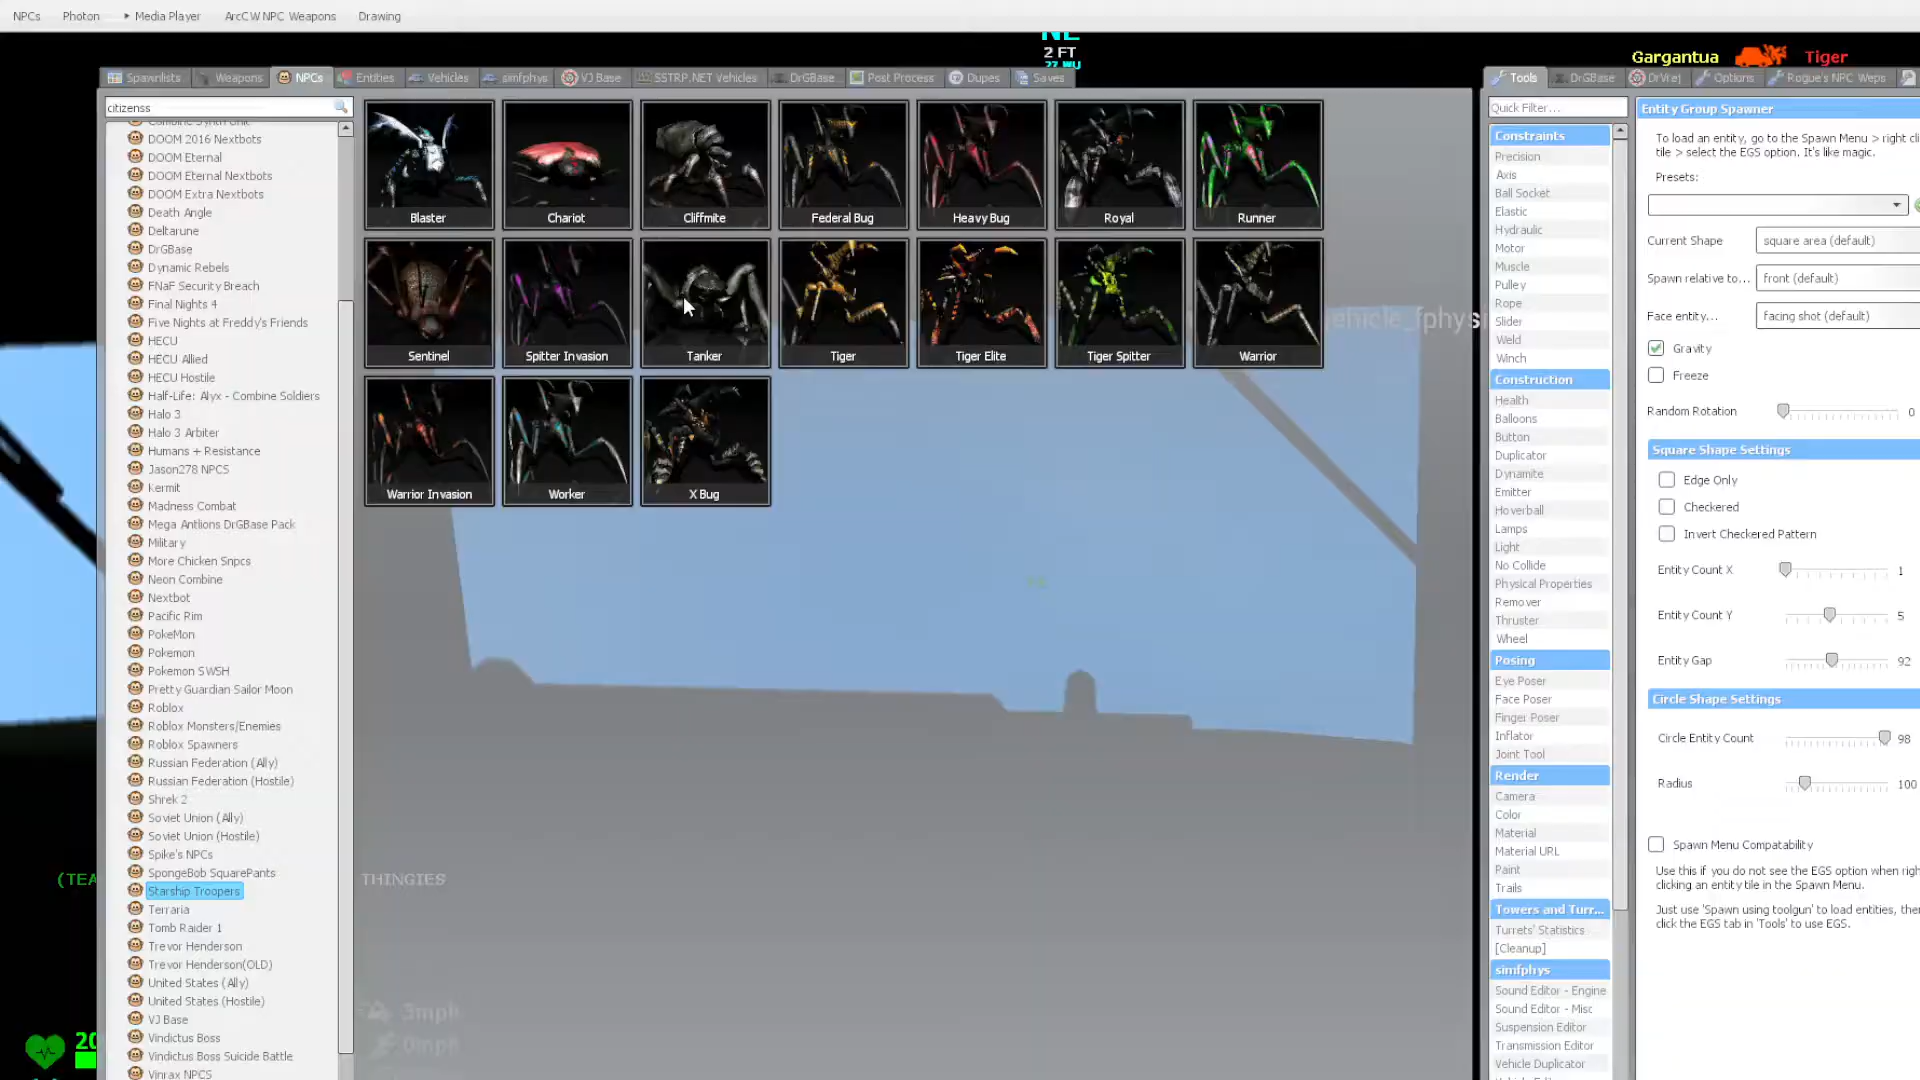 NPCs Photon Media Player ArcCW NPC Weapons Drawing
NE
2 FT
27 WU
Gargantua Tiger
Spawnlists Weapons NPCs Entities Vehicles simfphys VJ Base SSTRP.NET Vehicles DrGBase Post Process Dupes Saves
Tools DrGBase DrVrej Options Rogue's NPC Weps
citizenss
Combine Synth Unit
DOOM 2016 Nextbots
DOOM Eternal
DOOM Eternal Nextbots
DOOM Extra Nextbots
Death Angle
Deltarune
DrGBase
Dynamic Rebels
FNaF Security Breach
Final Nights 4
Five Nights at Freddy's Friends
HECU
HECU Allied
HECU Hostile
Half-Life: Alyx - Combine Soldiers
Halo 3
Halo 3 Arbiter
Humans + Resistance
Jason278 NPCS
Kermit
Madness Combat
Mega Antlions DrGBase Pack
Military
More Chicken Snpcs
Neon Combine
Nextbot
Pacific Rim
PokeMon
Pokemon
Pokemon SWSH
Pretty Guardian Sailor Moon
Roblox
Roblox Monsters/Enemies
Roblox Spawners
Russian Federation (Ally)
Russian Federation (Hostile)
Shrek 2
Soviet Union (Ally)
Soviet Union (Hostile)
Spike's NPCs
SpongeBob SquarePants
Starship Troopers
Terraria
Tomb Raider 1
Trevor Henderson
Trevor Henderson(OLD)
United States (Ally)
United States (Hostile)
VJ Base
Vindictus Boss
Vindictus Boss Suicide Battle
Vinrax NPCS
Blaster Chariot Cliffmite Federal Bug Heavy Bug Royal Runner
Sentinel Spitter Invasion Tanker Tiger Tiger Elite Tiger Spitter Warrior
Warrior Invasion Worker X Bug
(TEA
THINGIES
3mph
0mph
20
Quick Filter...
Constraints
Precision
Axis
Ball Socket
Elastic
Hydraulic
Motor
Muscle
Pulley
Rope
Slider
Weld
Winch
Construction
Health
Balloons
Button
Duplicator
Dynamite
Emitter
Hoverball
Lamps
Light
No Collide
Physical Properties
Remover
Thruster
Wheel
Posing
Eye Poser
Face Poser
Finger Poser
Inflator
Joint Tool
Render
Camera
Color
Material
Material URL
Paint
Trails
Towers and Turr...
Turrets' Statistics
[Cleanup]
simfphys
Sound Editor - Engine
Sound Editor - Misc
Suspension Editor
Transmission Editor
Vehicle Duplicator
Entity Group Spawner
To load an entity, go to the Spawn Menu > right cli
tile > select the EGS option. It's like magic.
Presets:
Current Shape square area (default)
Spawn relative to... front (default)
Face entity... facing shot (default)
Gravity
Freeze
Random Rotation 0
Square Shape Settings
Edge Only
Checkered
Invert Checkered Pattern
Entity Count X 1
Entity Count Y 5
Entity Gap 92
Circle Shape Settings
Circle Entity Count 98
Radius 100
Spawn Menu Compatability
Use this if you do not see the EGS option when righ
clicking an entity tile in the Spawn Menu.
Just use 'Spawn using toolgun' to load entities, the
click the EGS tab in 'Tools' to use EGS.